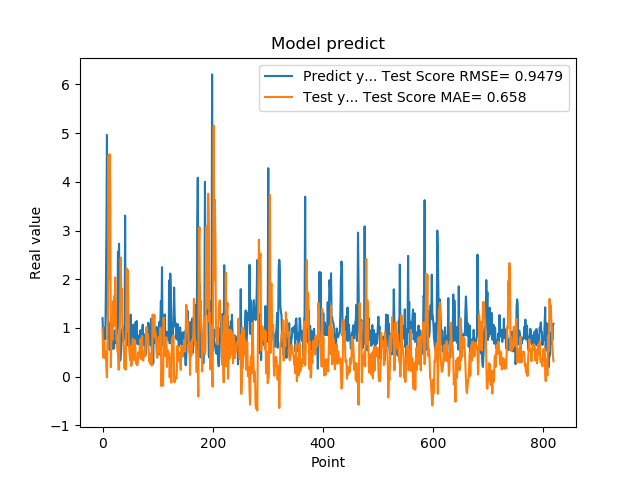 Model predict
Predict y... Test Score RMSE= 0.9479
Test y... Test Score MAE= 0.658
Real value
6
5
4
3
2
1
0
−1
0 200 400 600 800
Point